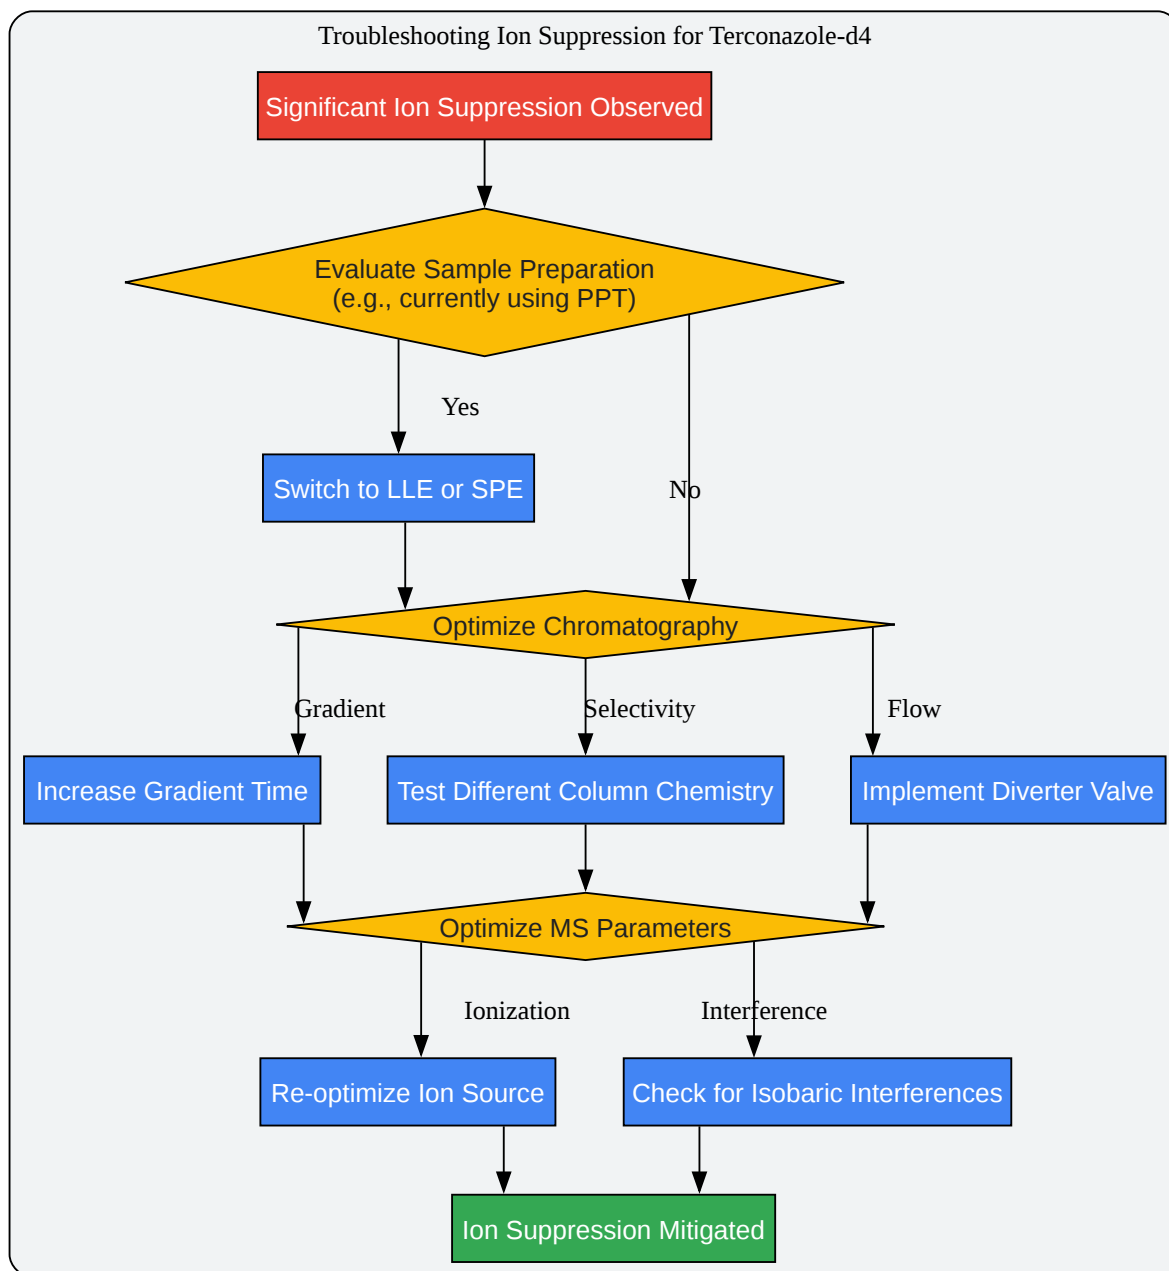 Troubleshooting Ion Suppression for Terconazole-d4
Significant Ion Suppression Observed
Evaluate Sample Preparation
(e.g., currently using PPT)
Yes
Switch to LLE or SPE
No
Optimize Chromatography
Gradient
Selectivity
Flow
Increase Gradient Time
Test Different Column Chemistry
Implement Diverter Valve
Optimize MS Parameters
Ionization
Interference
Re-optimize Ion Source
Check for Isobaric Interferences
Ion Suppression Mitigated